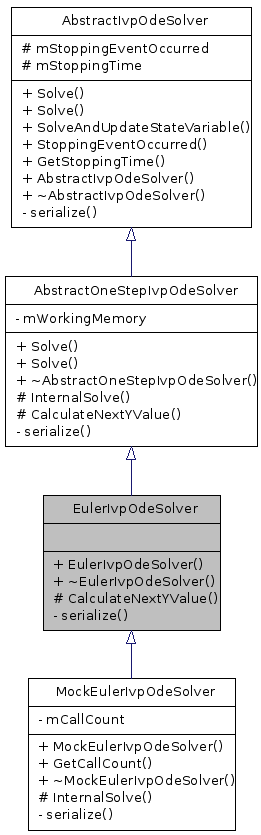 AbstractIvpOdeSolver
# mStoppingEventOccurred
# mStoppingTime
+ Solve()
+ Solve()
+ SolveAndUpdateStateVariable()
+ StoppingEventOccurred()
+ GetStoppingTime()
+ AbstractIvpOdeSolver()
+ ~AbstractIvpOdeSolver()
- serialize()
AbstractOneStepIvpOdeSolver
- mWorkingMemory
+ Solve()
+ Solve()
+ ~AbstractOneStepIvpOdeSolver()
# InternalSolve()
# CalculateNextYValue()
- serialize()
EulerIvpOdeSolver
+ EulerIvpOdeSolver()
+ ~EulerIvpOdeSolver()
# CalculateNextYValue()
- serialize()
MockEulerIvpOdeSolver
- mCallCount
+ MockEulerIvpOdeSolver()
+ GetCallCount()
+ ~MockEulerIvpOdeSolver()
# InternalSolve()
- serialize()